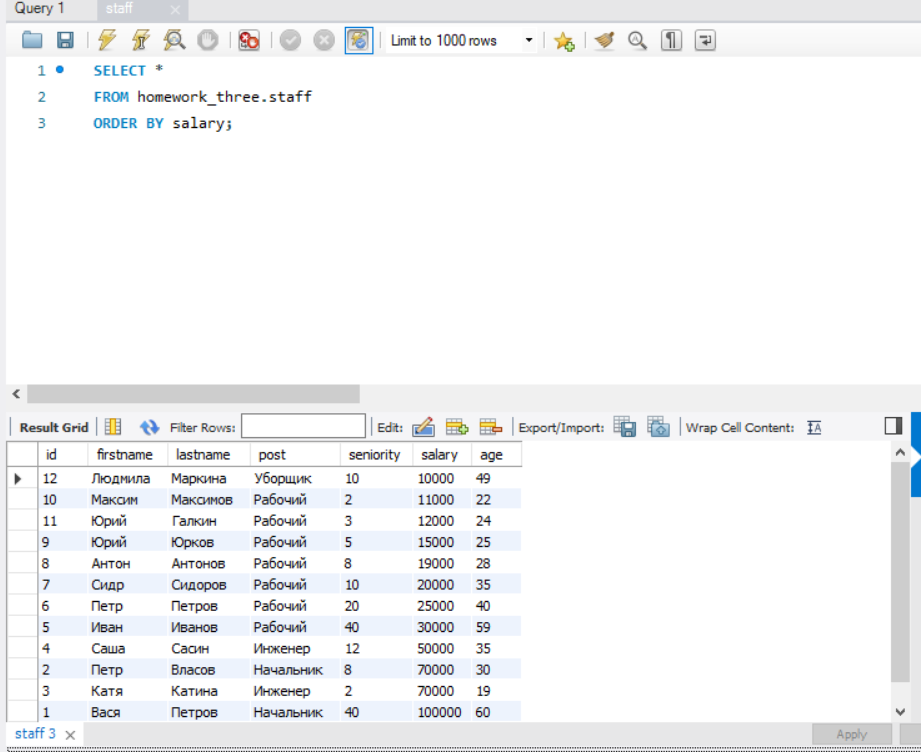 Query 1 staff
Limit to 1000 rows
1 SELECT *
2 FROM homework_three.staff
3 ORDER BY salary;
Result Grid Filter Rows: Edit: Export/Import: Wrap Cell Content:
id firstname lastname post seniority salary age
12 Людмила Маркина Уборщик 10 10000 49
10 Максим Максимов Рабочий 2 11000 22
11 Юрий Галкин Рабочий 3 12000 24
9 Юрий Юрков Рабочий 5 15000 25
8 Антон Антонов Рабочий 8 19000 28
7 Сидр Сидоров Рабочий 10 20000 35
6 Петр Петров Рабочий 20 25000 40
5 Иван Иванов Рабочий 40 30000 59
4 Саша Сасин Инженер 12 50000 35
2 Петр Власов Начальник 8 70000 30
3 Катя Катина Инженер 2 70000 19
1 Вася Петров Начальник 40 100000 60
staff 3 Apply